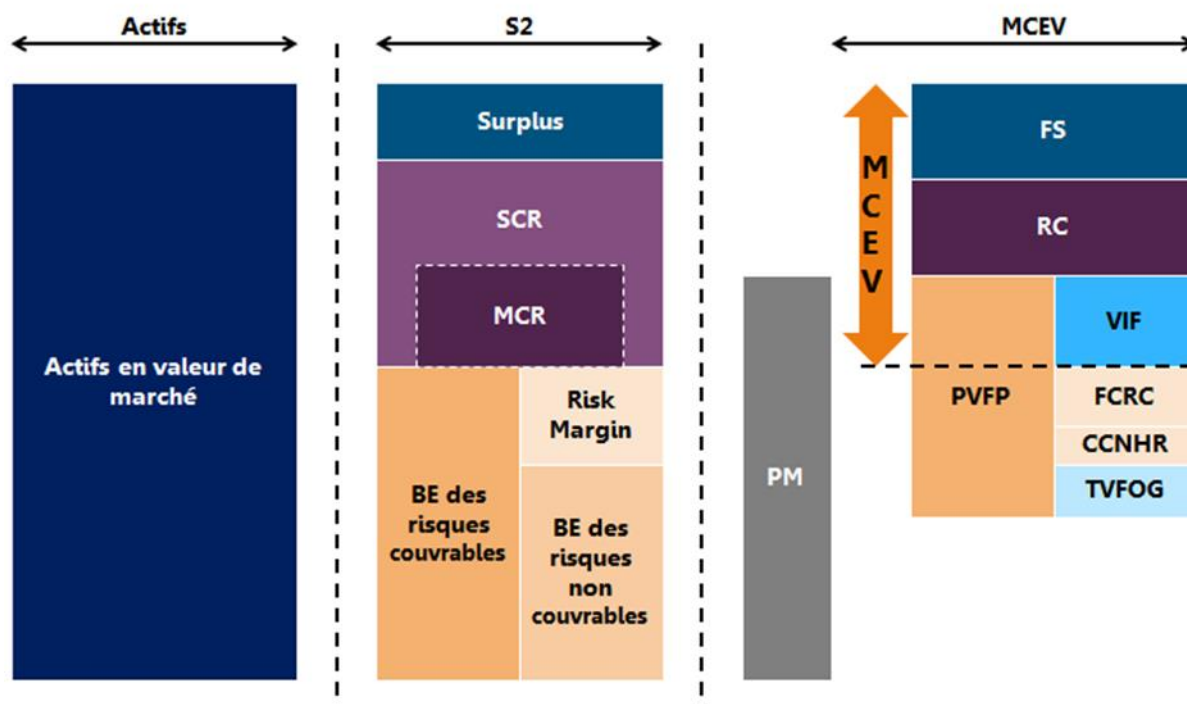 Actifs
S2
MCEV
Actifs en valeur de
marché
Surplus
SCR
MCR
BE des
risques
couvrables
Risk
Margin
BE des
risques
non
couvrables
PM
M
C
E
V
FS
RC
PVFP
VIF
FCRC
CCNHR
TVFOG